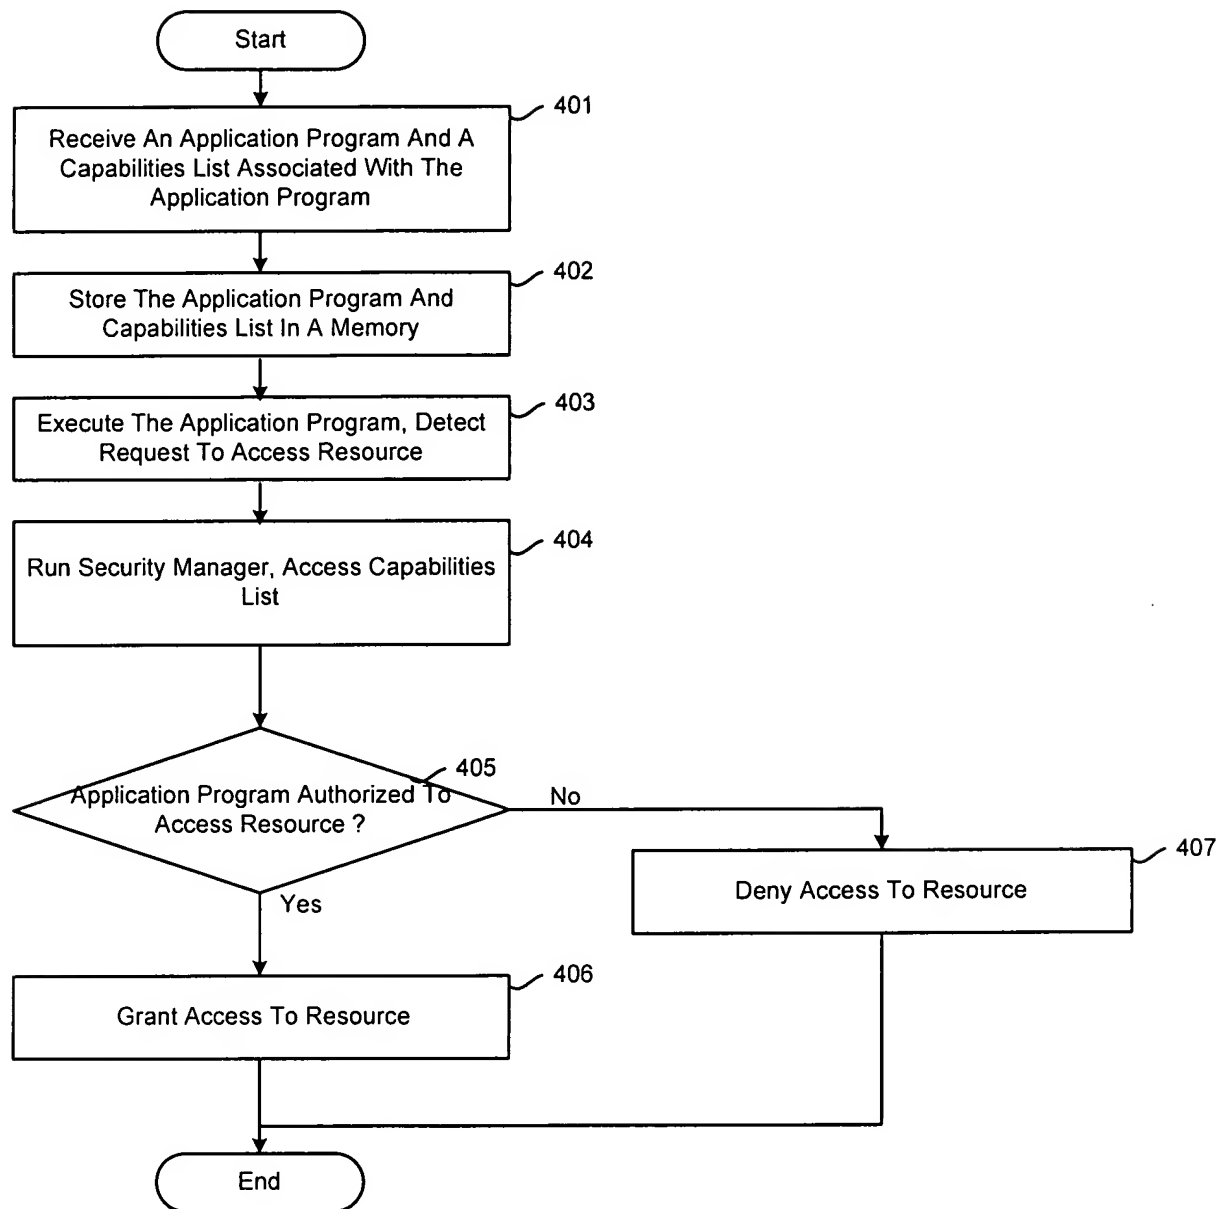 Start
401
Receive An Application Program And A
Capabilities List Associated With The
Application Program
402
Store The Application Program And
Capabilities List In A Memory
403
Execute The Application Program, Detect
Request To Access Resource
404
Run Security Manager, Access Capabilities
List
405
Application Program Authorized To
Access Resource ?
No
Yes
407
Deny Access To Resource
406
Grant Access To Resource
End